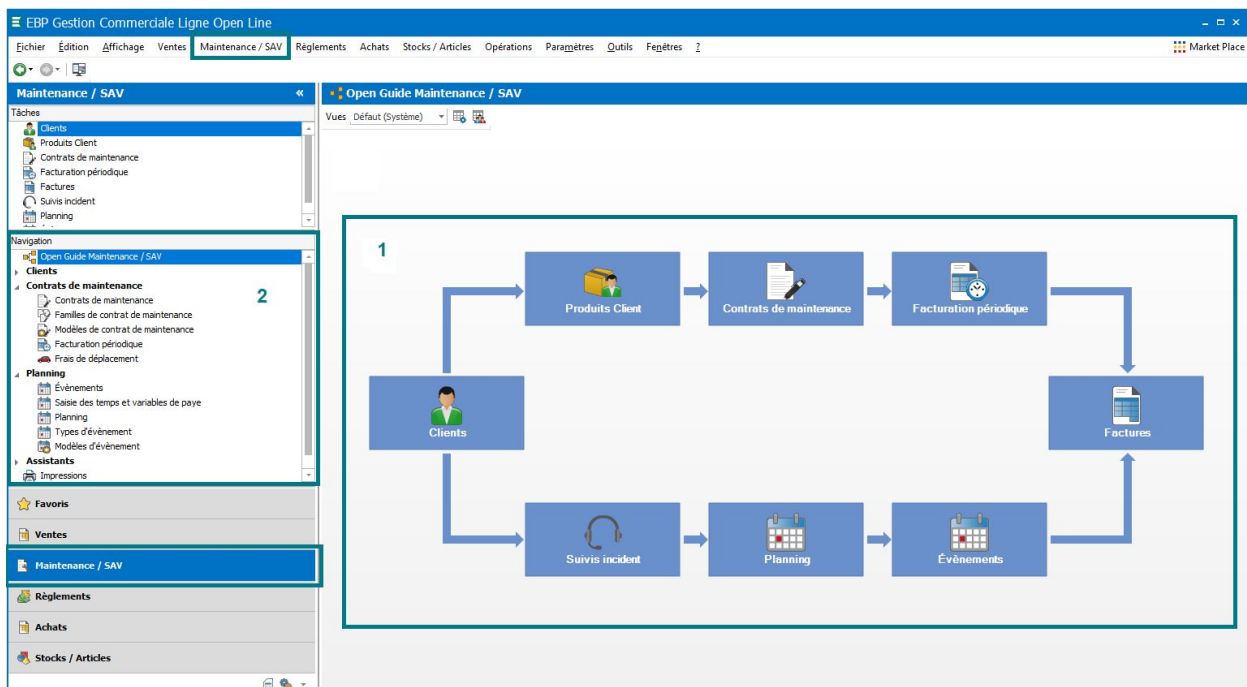 EBP Gestion Commerciale Ligne Open Line
Fichier Édition Affichage Ventes Maintenance / SAV Règlements Achats Stocks / Articles Opérations Paramètres Outils Fenêtres ? Market Place
Maintenance / SAV «
Tâches
Clients
Produits Client
Contrats de maintenance
Facturation périodique
Factures
Suivis incident
Planning
Navigation
Open Guide Maintenance / SAV
Clients
Contrats de maintenance
2
Contrats de maintenance
Familles de contrat de maintenance
Modèles de contrat de maintenance
Facturation périodique
Frais de déplacement
Planning
Évènements
Saisie des temps et variables de paye
Planning
Types d'évènement
Modèles d'évènement
Assistants
Impressions
Favoris
Ventes
Maintenance / SAV
Règlements
Achats
Stocks / Articles
Open Guide Maintenance / SAV
Vues Défaut (Système)
1
Produits Client
Contrats de maintenance
Facturation périodique
Clients
Factures
Suivis incident
Planning
Évènements